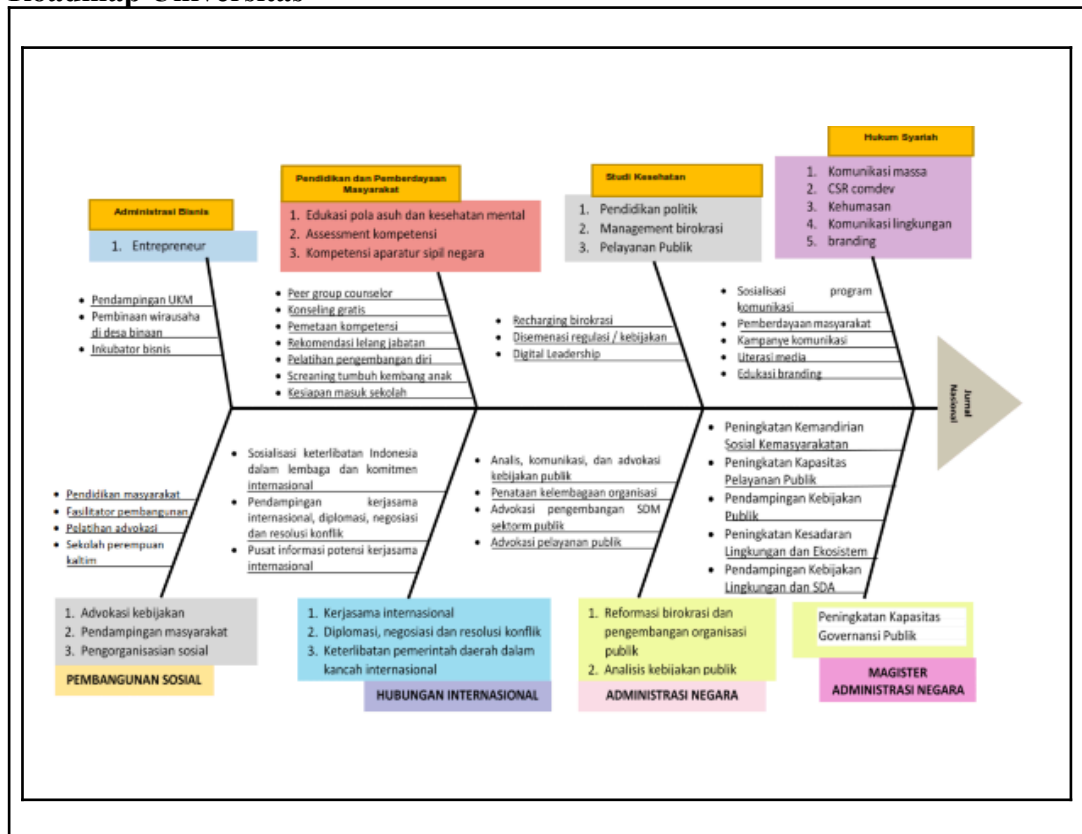 Roadmap Universitas
Administrasi Bisnis
1. Entrepreneur
Pendidikan dan Pemberdayaan
Masyarakat
1. Edukasi pola asuh dan kesehatan mental
2. Assessment kompetensi
3. Kompetensi aparatur sipil negara
Studi Kesehatan
1. Pendidikan politik
2. Management birokrasi
3. Pelayanan Publik
Hukum Syariah
1. Komunikasi massa
2. CSR comdev
3. Kehumasan
4. Komunikasi lingkungan
5. branding
• Pendampingan UKM
• Pembinaan wirausaha
di desa binaan
• Inkubator bisnis
• Peer group counselor
• Konseling gratis
• Pemetaan kompetensi
• Rekomendasi lelang jabatan
• Pelatihan pengembangan diri
• Screaning tumbuh kembang anak
• Kesiapan masuk sekolah
• Recharging birokrasi
• Disemenasi regulasi / kebijakan
• Digital Leadership
• Sosialisasi program
komunikasi
• Pemberdayaan masyarakat
• Kampanye komunikasi
• Literasi media
• Edukasi branding
Jurnal
Nasional
• Pendidikan masyarakat
• Fasilitator pembangunan
• Pelatihan advokasi
• Sekolah perempuan
kaltim
• Sosialisasi keterlibatan Indonesia
dalam lembaga dan komitmen
internasional
• Pendampingan kerjasama
internasional, diplomasi, negosiasi
dan resolusi konflik
• Pusat informasi potensi kerjasama
internasional
• Analis, komunikasi, dan advokasi
kebijakan publik
• Penataan kelembagaan organisasi
• Advokasi pengembangan SDM
sektorm publik
• Advokasi pelayanan publik
• Peningkatan Kemandirian
Sosial Kemasyarakatan
• Peningkatan Kapasitas
Pelayanan Publik
• Pendampingan Kebijakan
Publik
• Peningkatan Kesadaran
Lingkungan dan Ekosistem
• Pendampingan Kebijakan
Lingkungan dan SDA
1. Advokasi kebijakan
2. Pendampingan masyarakat
3. Pengorganisasian sosial
PEMBANGUNAN SOSIAL
1. Kerjasama internasional
2. Diplomasi, negosiasi dan resolusi konflik
3. Keterlibatan pemerintah daerah dalam
kancah internasional
HUBUNGAN INTERNASIONAL
1. Reformasi birokrasi dan
pengembangan organisasi
publik
2. Analisis kebijakan publik
ADMINISTRASI NEGARA
Peningkatan Kapasitas
Governansi Publik
MAGISTER
ADMINISTRASI NEGARA